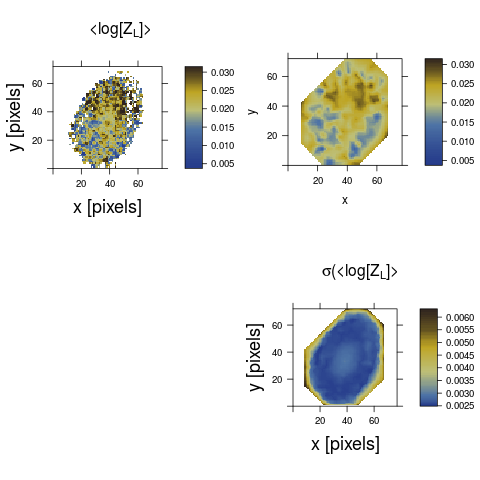 <log[Z_L]>
60
40
20
y [pixels]
20 40 60
x [pixels]
0.030
0.025
0.020
0.015
0.010
0.005
60
40
20
y
20 40 60
x
0.030
0.025
0.020
0.015
0.010
0.005
σ(<log[Z_L]>
60
40
20
y [pixels]
20 40 60
x [pixels]
0.0060
0.0055
0.0050
0.0045
0.0040
0.0035
0.0030
0.0025